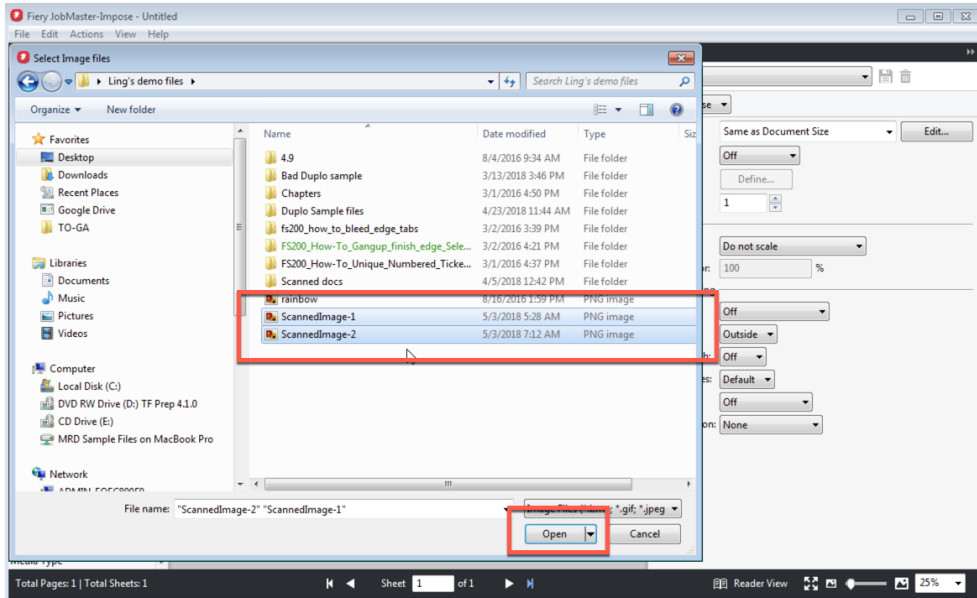 Fiery JobMaster-Impose - Untitled
File Edit Actions View Help
Select Image files
Ling's demo files
Search Ling's demo files
Organize New folder
Name Date modified Type Siz
Favorites
Desktop
Downloads
Recent Places
Google Drive
TO-GA
Libraries
Documents
Music
Pictures
Videos
Computer
Local Disk (C:)
DVD RW Drive (D:) TF Prep 4.1.0
CD Drive (E:)
MRD Sample Files on MacBook Pro
Network
4.9 8/4/2016 9:34 AM File folder
Bad Duplo sample 3/13/2018 3:46 PM File folder
Chapters 3/1/2016 4:50 PM File folder
Duplo Sample files 4/23/2018 11:44 AM File folder
fs200_how_to_bleed_edge_tabs 3/2/2016 3:39 PM File folder
FS200_How-To_Gangup_finish_edge_Sele... 3/2/2016 4:21 PM File folder
FS200_How-To_Unique_Numbered_Ticke... 3/1/2016 4:37 PM File folder
Scanned docs 4/5/2018 12:42 PM File folder
rainbow 8/16/2016 1:59 PM PNG image
ScannedImage-1 5/3/2018 5:28 AM PNG image
ScannedImage-2 5/3/2018 7:12 AM PNG image
File name: "ScannedImage-2" "ScannedImage-1"
; *.gif; *.jpeg
Open Cancel
se
Same as Document Size Edit...
Off
Define...
1
Do not scale
or: 100 %
Off
Outside
h: Off
es: Default
Off
on: None
Media Type
Total Pages: 1 | Total Sheets: 1
Sheet 1 of 1
Reader View 25%